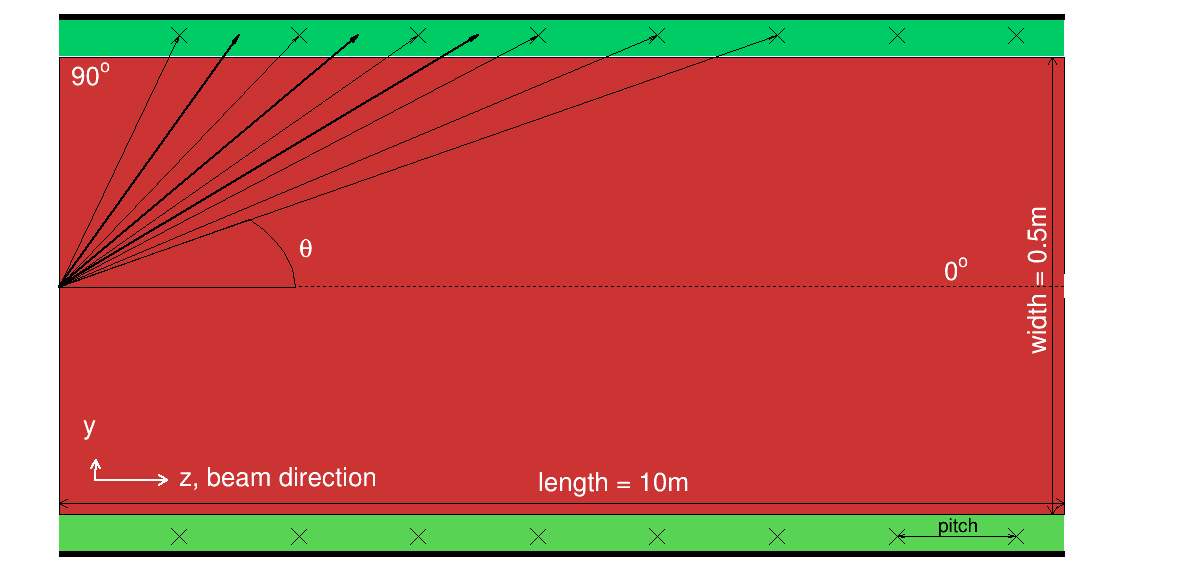 90°
θ
0°
width = 0.5m
y
z, beam direction
length = 10m
pitch